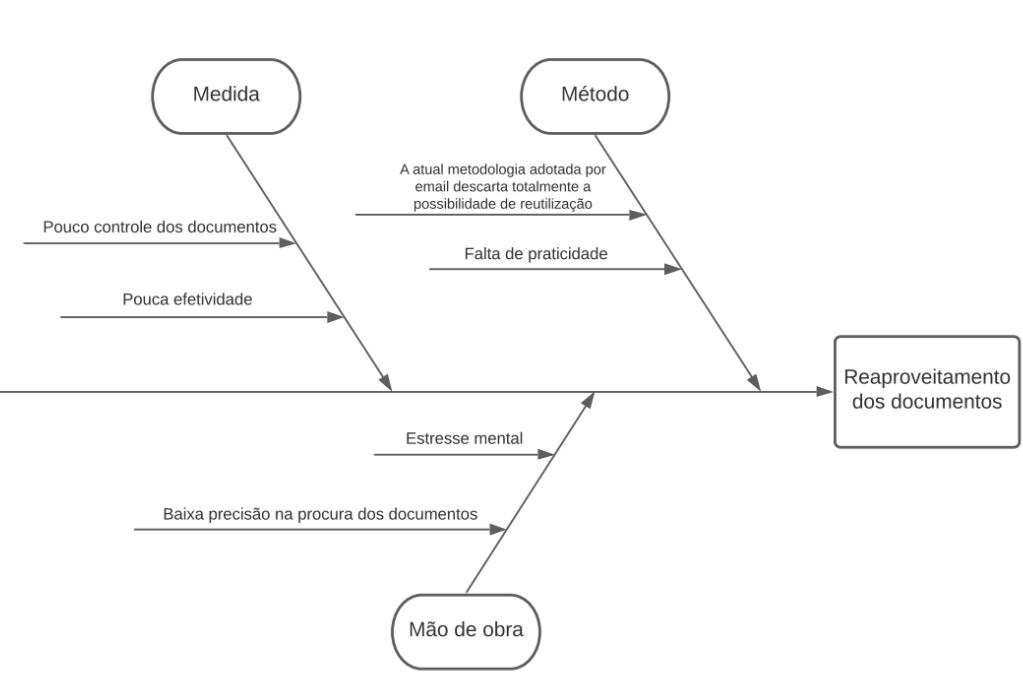 Medida
Método
A atual metodologia adotada por
email descarta totalmente a
possibilidade de reutilização
Pouco controle dos documentos
Falta de praticidade
Pouca efetividade
Reaproveitamento
dos documentos
Estresse mental
Baixa precisão na procura dos documentos
Mão de obra